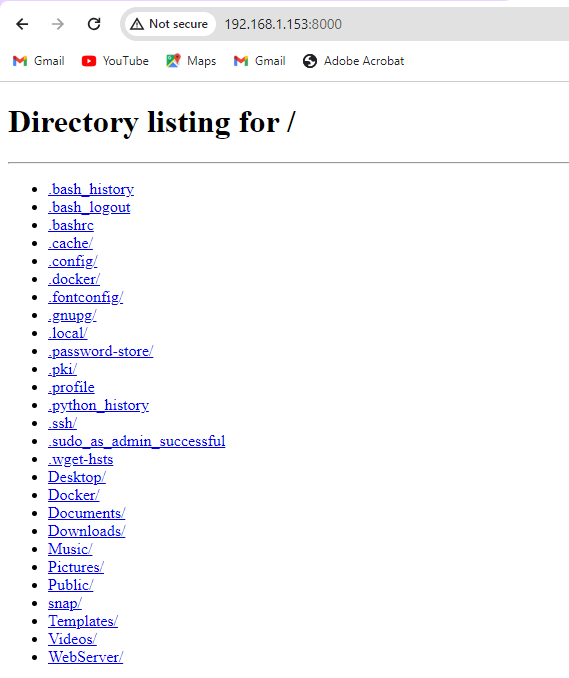 Not secure 192.168.1.153:8000
Gmail YouTube Maps Gmail Adobe Acrobat
Directory listing for /
.bash_history
.bash_logout
.bashrc
.cache/
.config/
.docker/
.fontconfig/
.gnupg/
.local/
.password-store/
.pki/
.profile
.python_history
.ssh/
.sudo_as_admin_successful
.wget-hsts
Desktop/
Docker/
Documents/
Downloads/
Music/
Pictures/
Public/
snap/
Templates/
Videos/
WebServer/